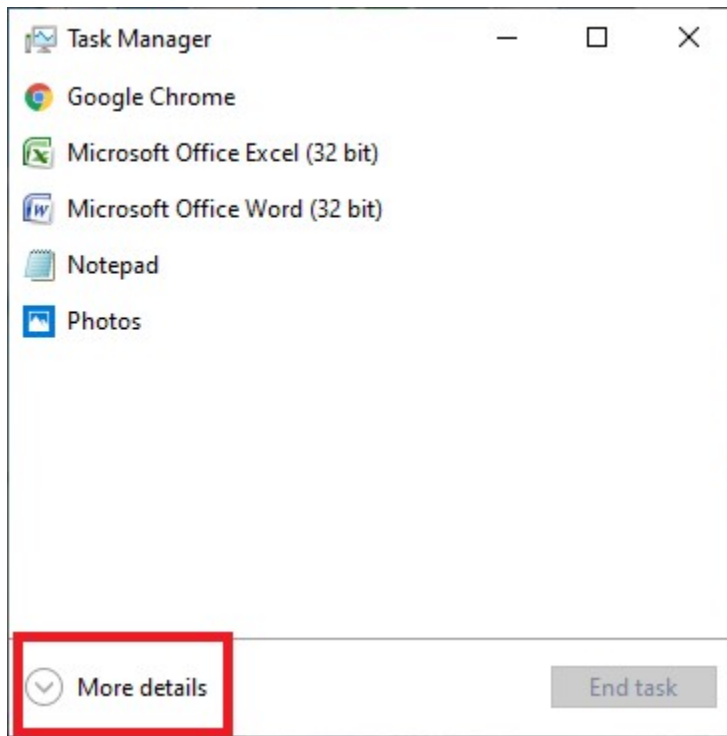 Task Manager
Google Chrome
Microsoft Office Excel (32 bit)
Microsoft Office Word (32 bit)
Notepad
Photos
More details
End task